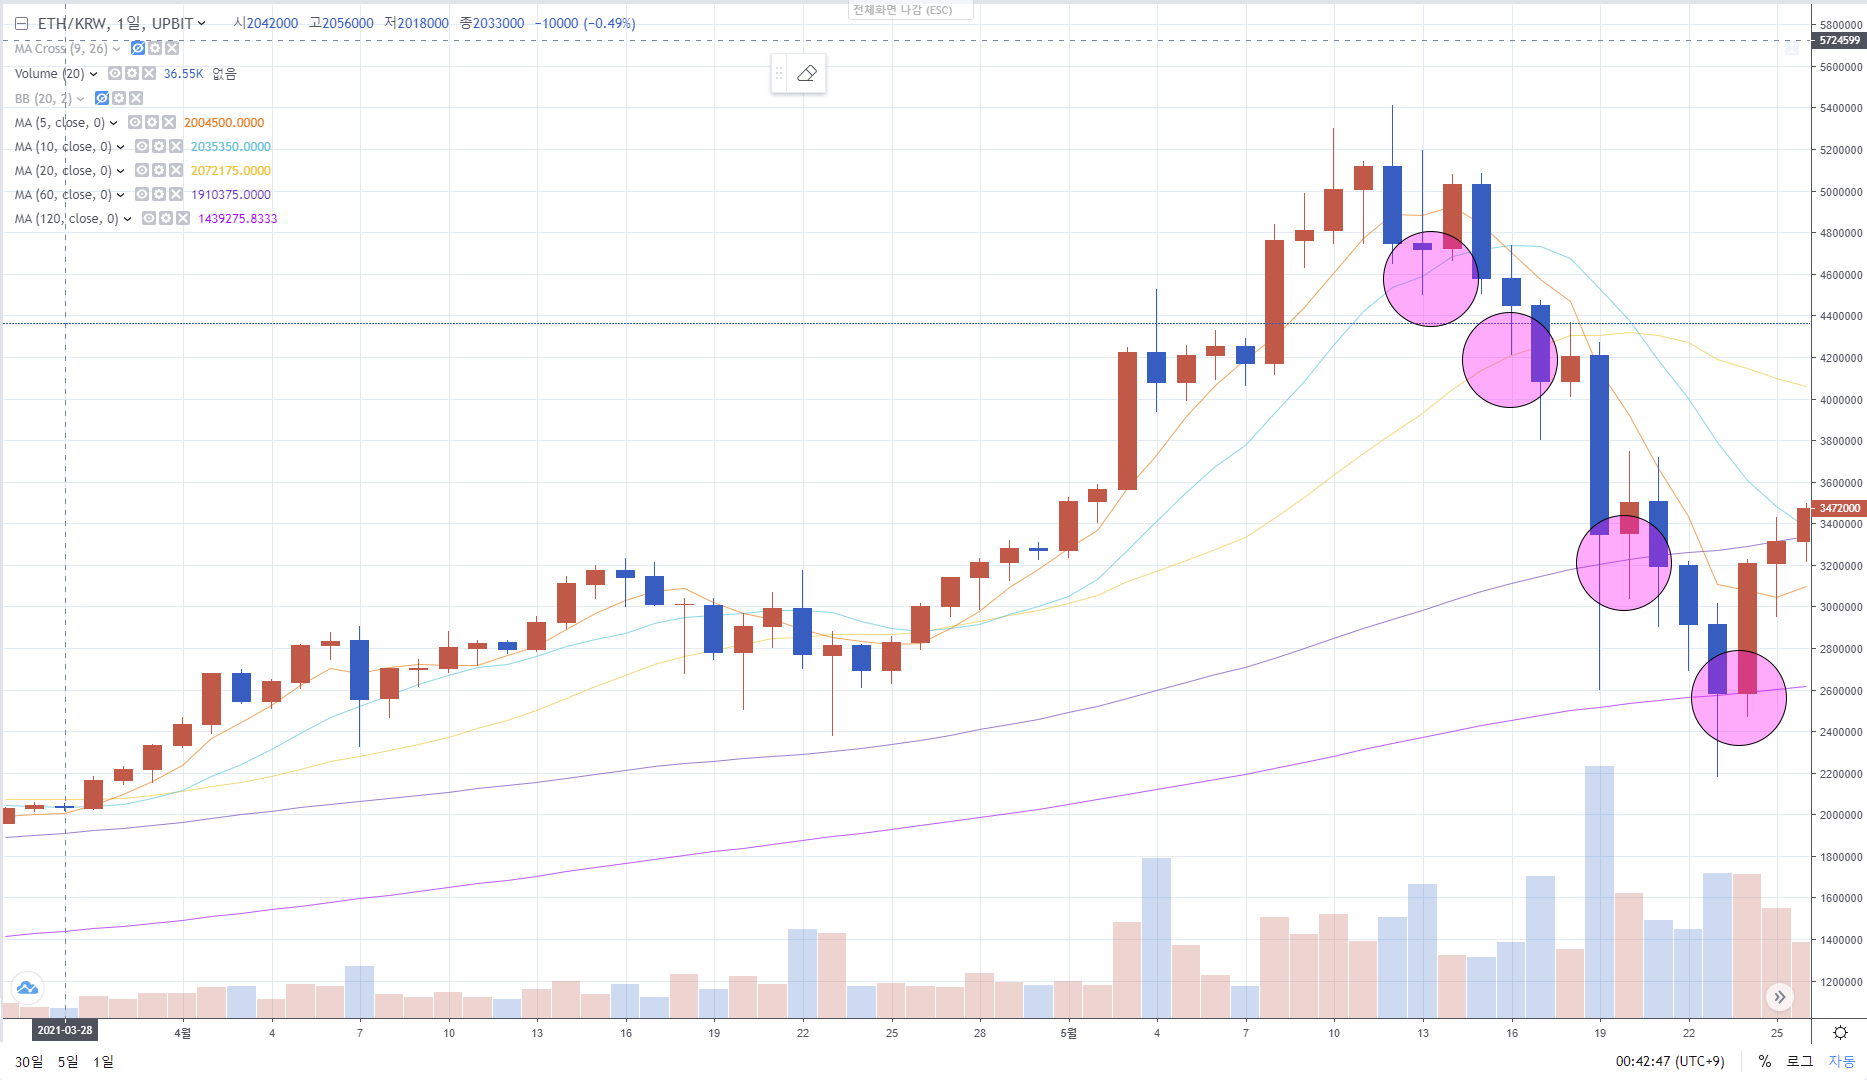 전체화면 나감 (ESC)
ETH/KRW, 1일, UPBIT 시2042000 고2056000 저2018000 종2033000 −10000 (−0.49%)
MA Cross (9, 26)
Volume (20) 36.55K 없음
BB (20, 2)
MA (5, close, 0) 2004500.0000
MA (10, close, 0) 2035350.0000
MA (20, close, 0) 2072175.0000
MA (60, close, 0) 1910375.0000
MA (120, close, 0) 1439275.8333
5800000
5724599
5600000
5400000
5200000
5000000
4800000
4600000
4400000
4200000
4000000
3800000
3600000
3472000
3400000
3200000
3000000
2800000
2600000
2400000
2200000
2000000
1800000
1600000
1400000
1200000
2021-03-28 4월 4 7 10 13 16 19 22 25 28 5월 4 7 10 13 16 19 22 25
30일 5일 1일 00:42:47 (UTC+9) % 로그 자동